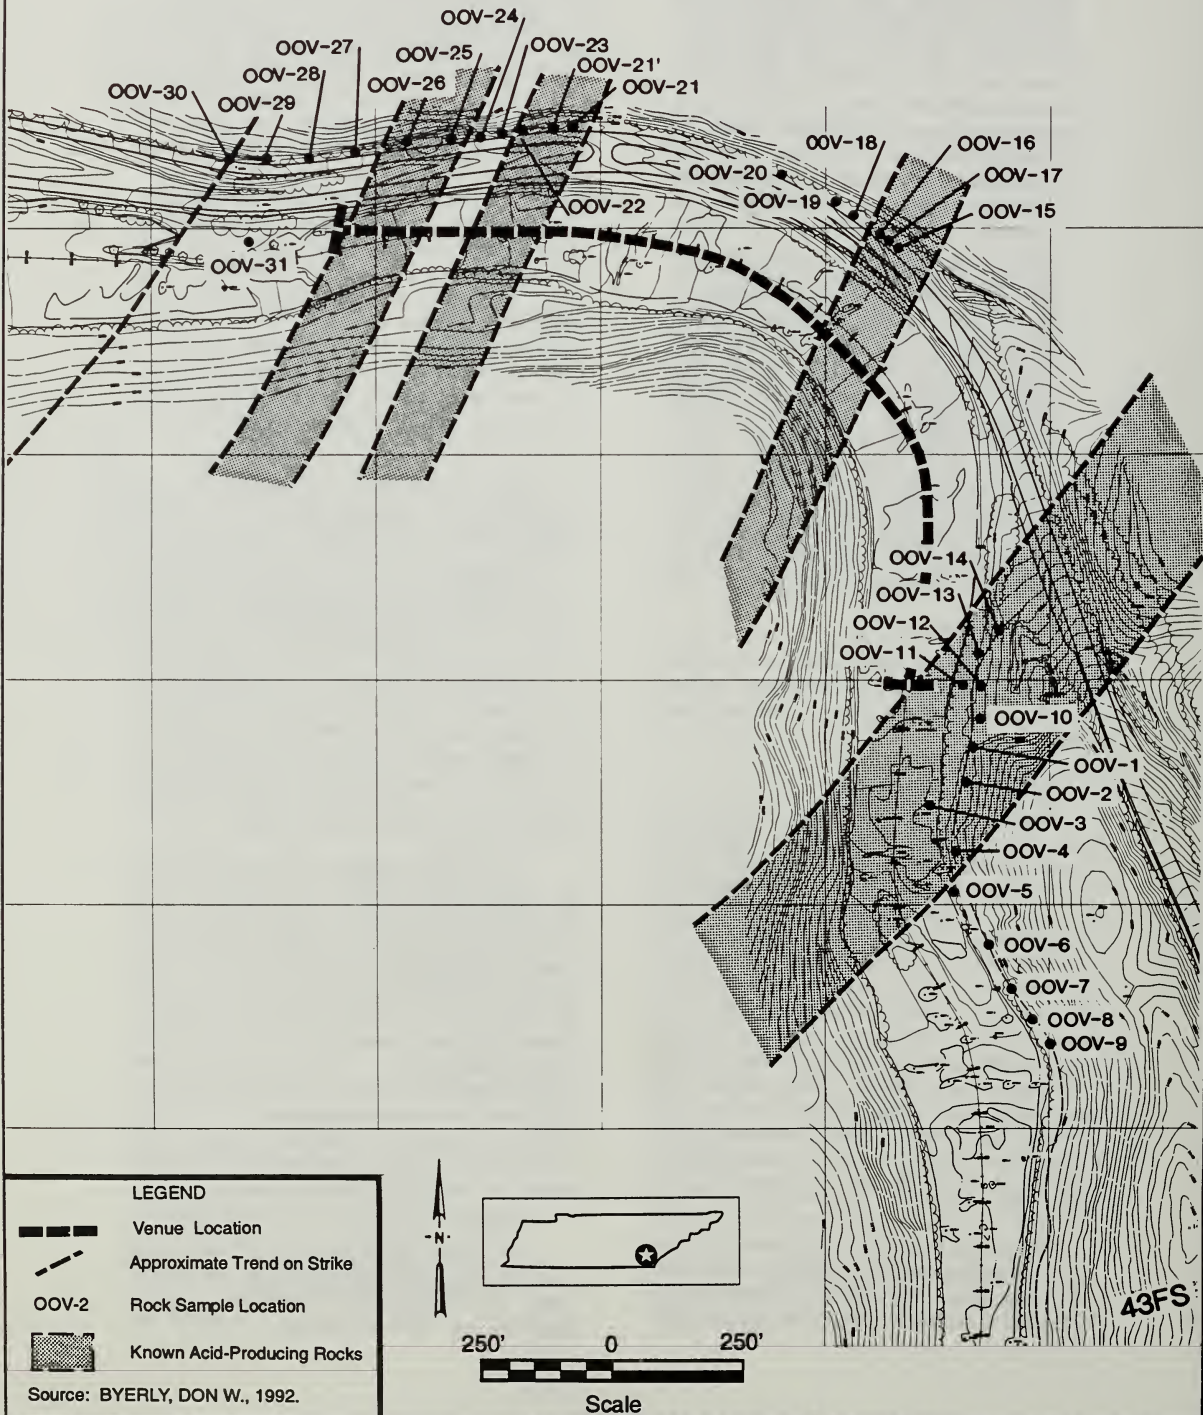 OOV-24
OOV-27
OOV-25
OOV-23
OOV-28
OOV-26
OOV-21'
OOV-30
OOV-29
OOV-21
OOV-18
OOV-16
OOV-20
OOV-17
OOV-19
OOV-22
OOV-15
OOV-31
OOV-14
OOV-13
OOV-12
OOV-11
OOV-10
OOV-1
OOV-2
OOV-3
OOV-4
OOV-5
OOV-6
OOV-7
OOV-8
OOV-9
43FS
LEGEND
Venue Location
Approximate Trend on Strike
OOV-2 Rock Sample Location
Known Acid-Producing Rocks
Source: BYERLY, DON W., 1992.
-N-
250' 0 250'
Scale